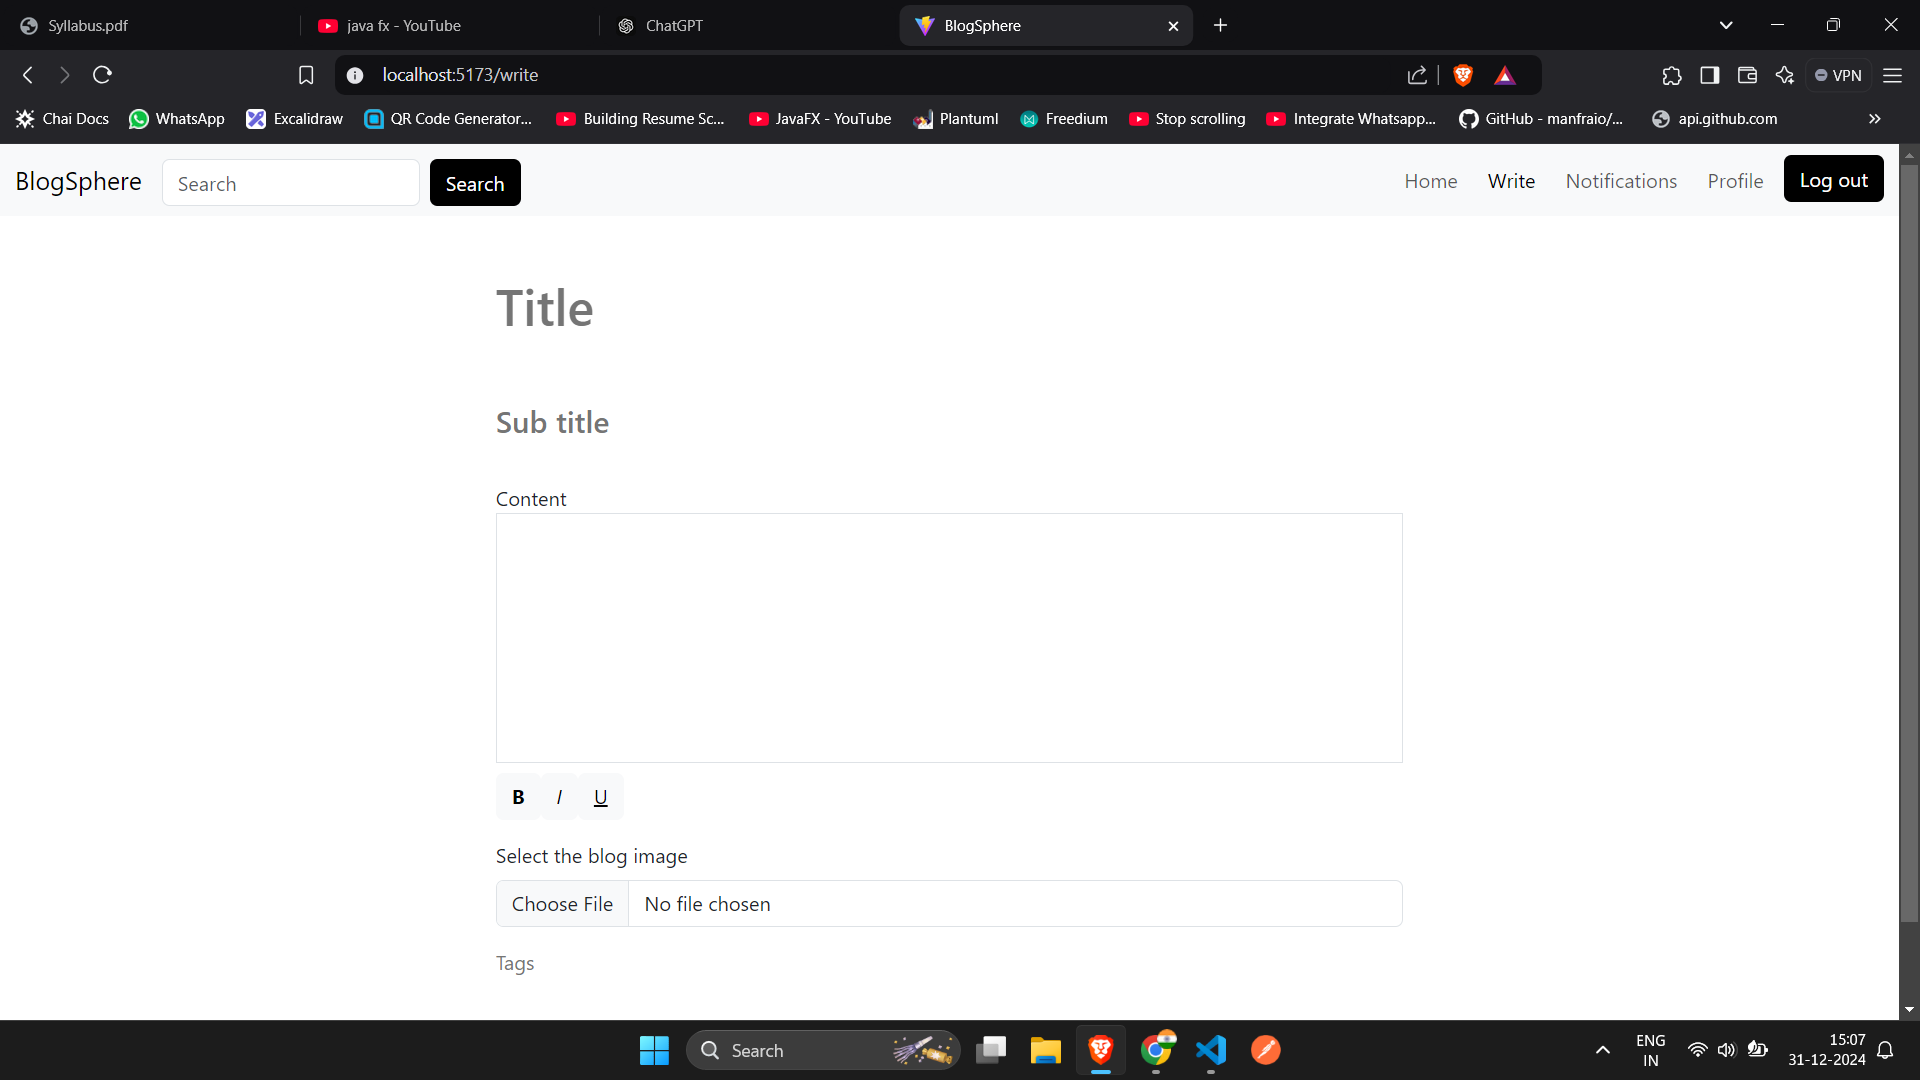 Syllabus.pdf
java fx - YouTube
ChatGPT
BlogSphere
localhost:5173/write
VPN
Chai Docs
WhatsApp
Excalidraw
QR Code Generator...
Building Resume Sc...
JavaFX - YouTube
Plantuml
Freedium
Stop scrolling
Integrate Whatsapp...
GitHub - manfraio/...
api.github.com
BlogSphere
Search
Search
Home
Write
Notifications
Profile
Log out
Title
Sub title
Content
B I U
Select the blog image
Choose File
No file chosen
Tags
Search
ENG
IN
15:07
31-12-2024